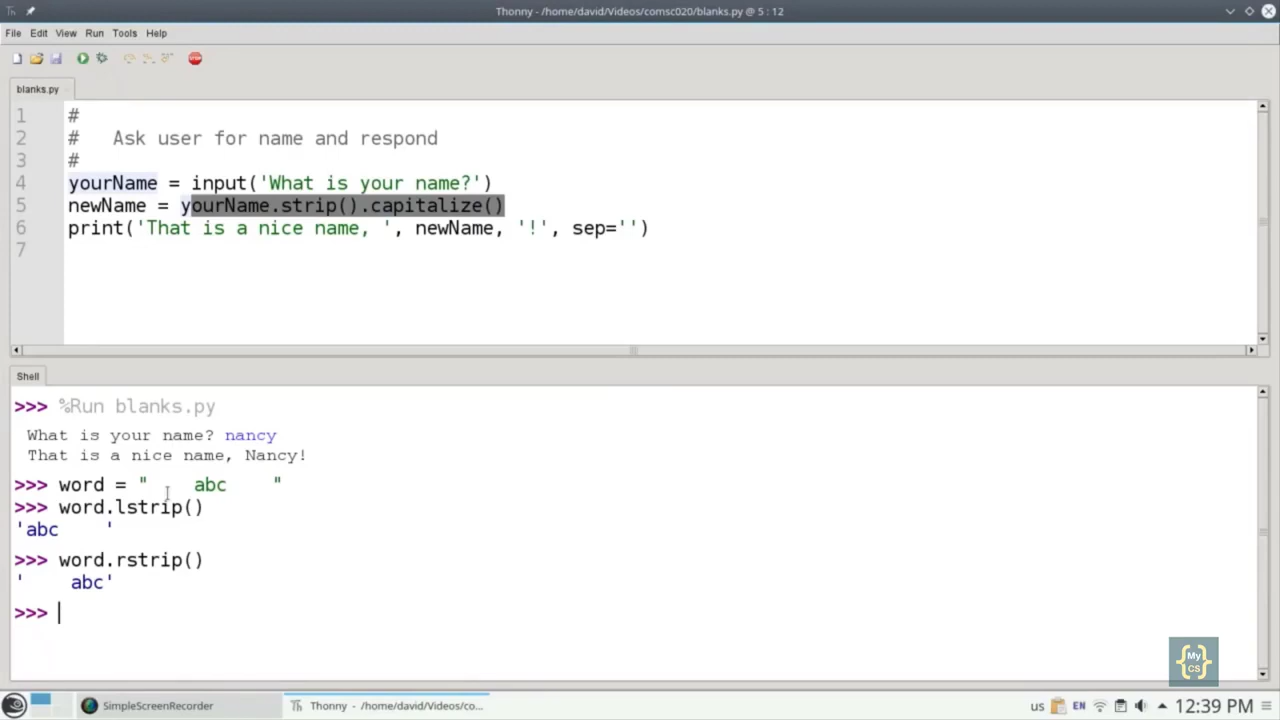 Thonny - /home/david/Videos/comsc020/blanks.py @ 5 : 12
File Edit View Run Tools Help
STOP
blanks.py
1 #
2 #   Ask user for name and respond
3 #
4 yourName = input('What is your name?')
5 newName = yourName.strip().capitalize()
6 print('That is a nice name, ', newName, '!', sep='')
7
Shell
>>> %Run blanks.py
What is your name? nancy
That is a nice name, Nancy!
>>> word = "    abc    "
>>> word.lstrip()
'abc    '
>>> word.rstrip()
'    abc'
>>>
{My CS}
SimpleScreenRecorder Thonny - /home/david/Videos/co... us EN 12:39 PM